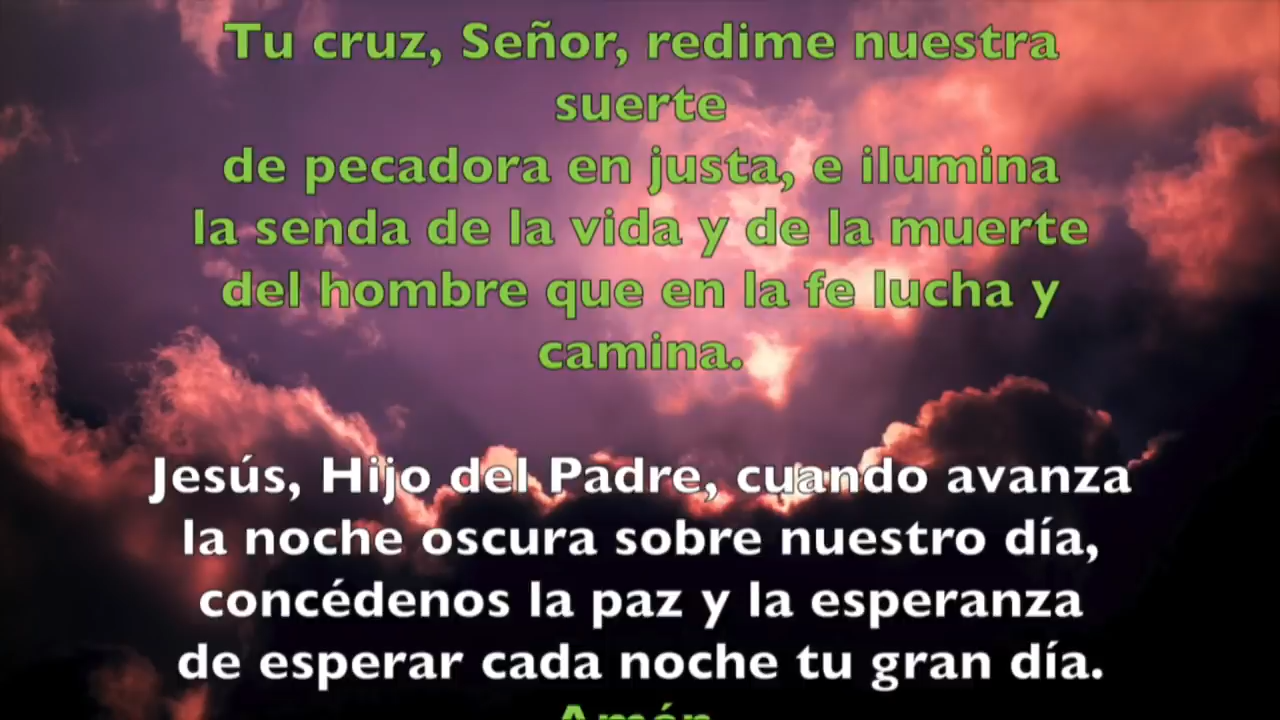 Tu cruz, Señor, redime nuestra
suerte
de pecadora en justa, e ilumina
la senda de la vida y de la muerte
del hombre que en la fe lucha y
camina.
Jesús, Hijo del Padre, cuando avanza
la noche oscura sobre nuestro día,
concédenos la paz y la esperanza
de esperar cada noche tu gran día.
Amén